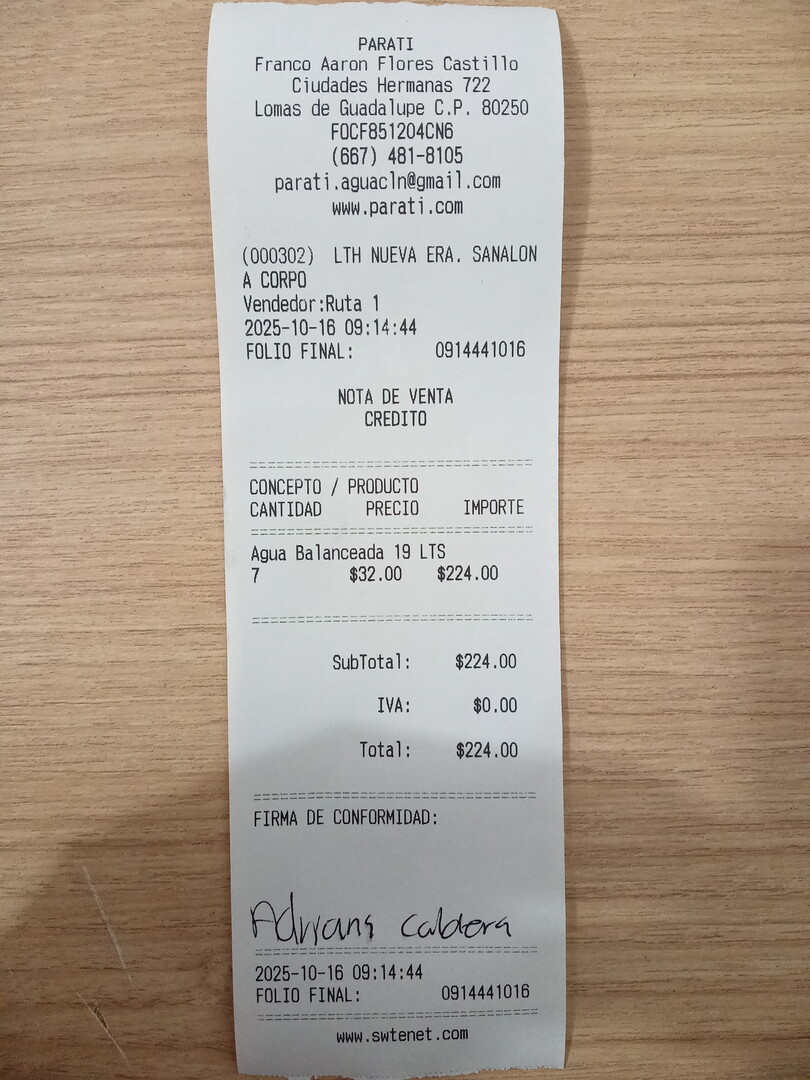 PARATI
Franco Aaron Flores Castillo
Ciudades Hermanas 722
Lomas de Guadalupe C.P. 80250
FOCF851204CN6
(667) 481-8105
parati.aguacln@gmail.com
www.parati.com
(000302) LTH NUEVA ERA. SANALON
A CORPO
Vendedor:Ruta 1
2025-10-16 09:14:44
FOLIO FINAL: 0914441016
NOTA DE VENTA
CREDITO
CONCEPTO / PRODUCTO
CANTIDAD PRECIO IMPORTE
Agua Balanceada 19 LTS
7 $32.00 $224.00
SubTotal: $224.00
IVA: $0.00
Total: $224.00
FIRMA DE CONFORMIDAD:
Adriana Caldera
2025-10-16 09:14:44
FOLIO FINAL: 0914441016
www.swtenet.com